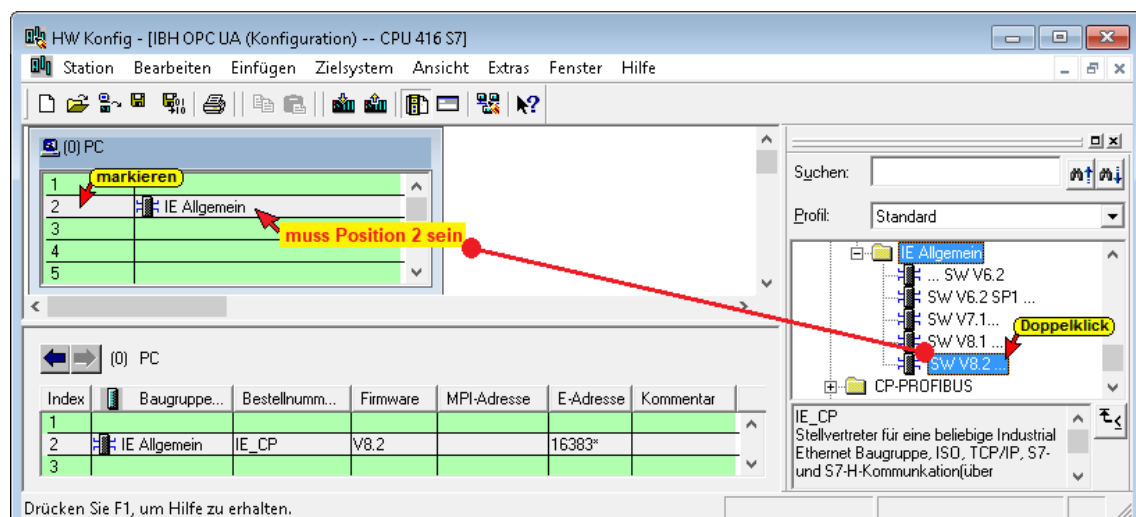 HW Konfig - [IBH OPC UA (Konfiguration) -- CPU 416 S7]
Station Bearbeiten Einfügen Zielsystem Ansicht Extras Fenster Hilfe
(0) PC
1
markieren
2 IE Allgemein
3
muss Position 2 sein
4
5
Suchen:
Profil: Standard
IE Allgemein
... SW V6.2
SW V6.2 SP1 ...
SW V7.1...
Doppelklick
SW V8.1 ...
SW V8.2 ...
CP-PROFIBUS
(0) PC
Index Baugruppe... Bestellnumm... Firmware MPI-Adresse E-Adresse Kommentar
1
2 IE Allgemein IE_CP V8.2 16383*
3
IE_CP
Stellvertreter für eine beliebige Industrial
Ethernet Baugruppe, ISO, TCP/IP, S7-
und S7-H-Kommunkation(über
Drücken Sie F1, um Hilfe zu erhalten.